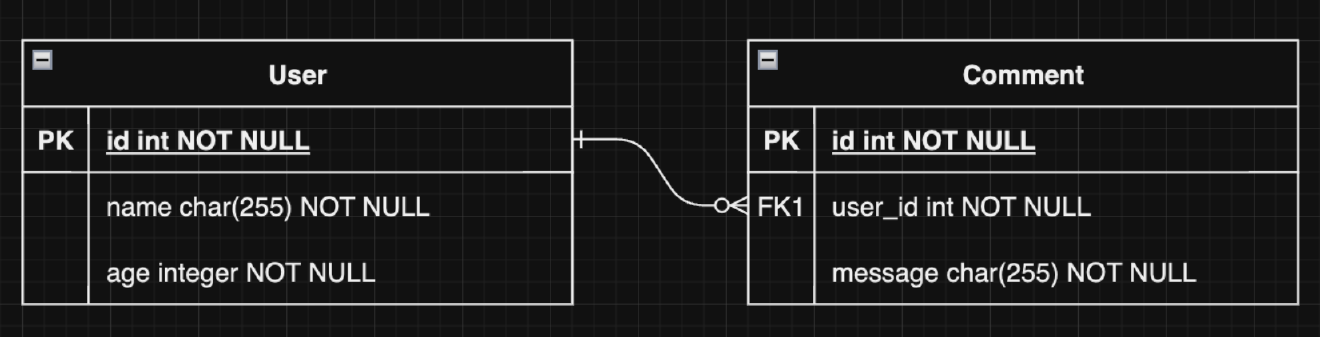 User
PK id int NOT NULL
name char(255) NOT NULL
age integer NOT NULL
Comment
PK id int NOT NULL
FK1 user_id int NOT NULL
message char(255) NOT NULL